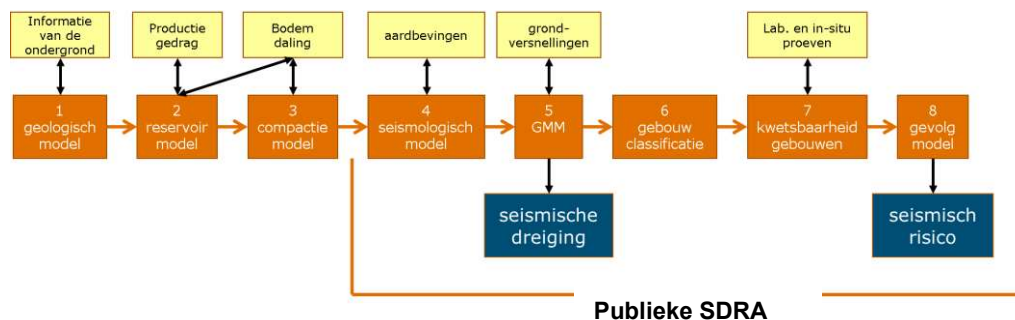 Informatie
van de
ondergrond
Productie
gedrag
Bodem
daling
aardbevingen
grond-
versnellingen
Lab. en in-situ
proeven
1
geologisch
model
2
reservoir
model
3
compactie
model
4
seismologisch
model
5
GMM
6
gebouw
classificatie
7
kwetsbaarheid
gebouwen
8
gevolg
model
seismische
dreiging
seismisch
risico
Publieke SDRA